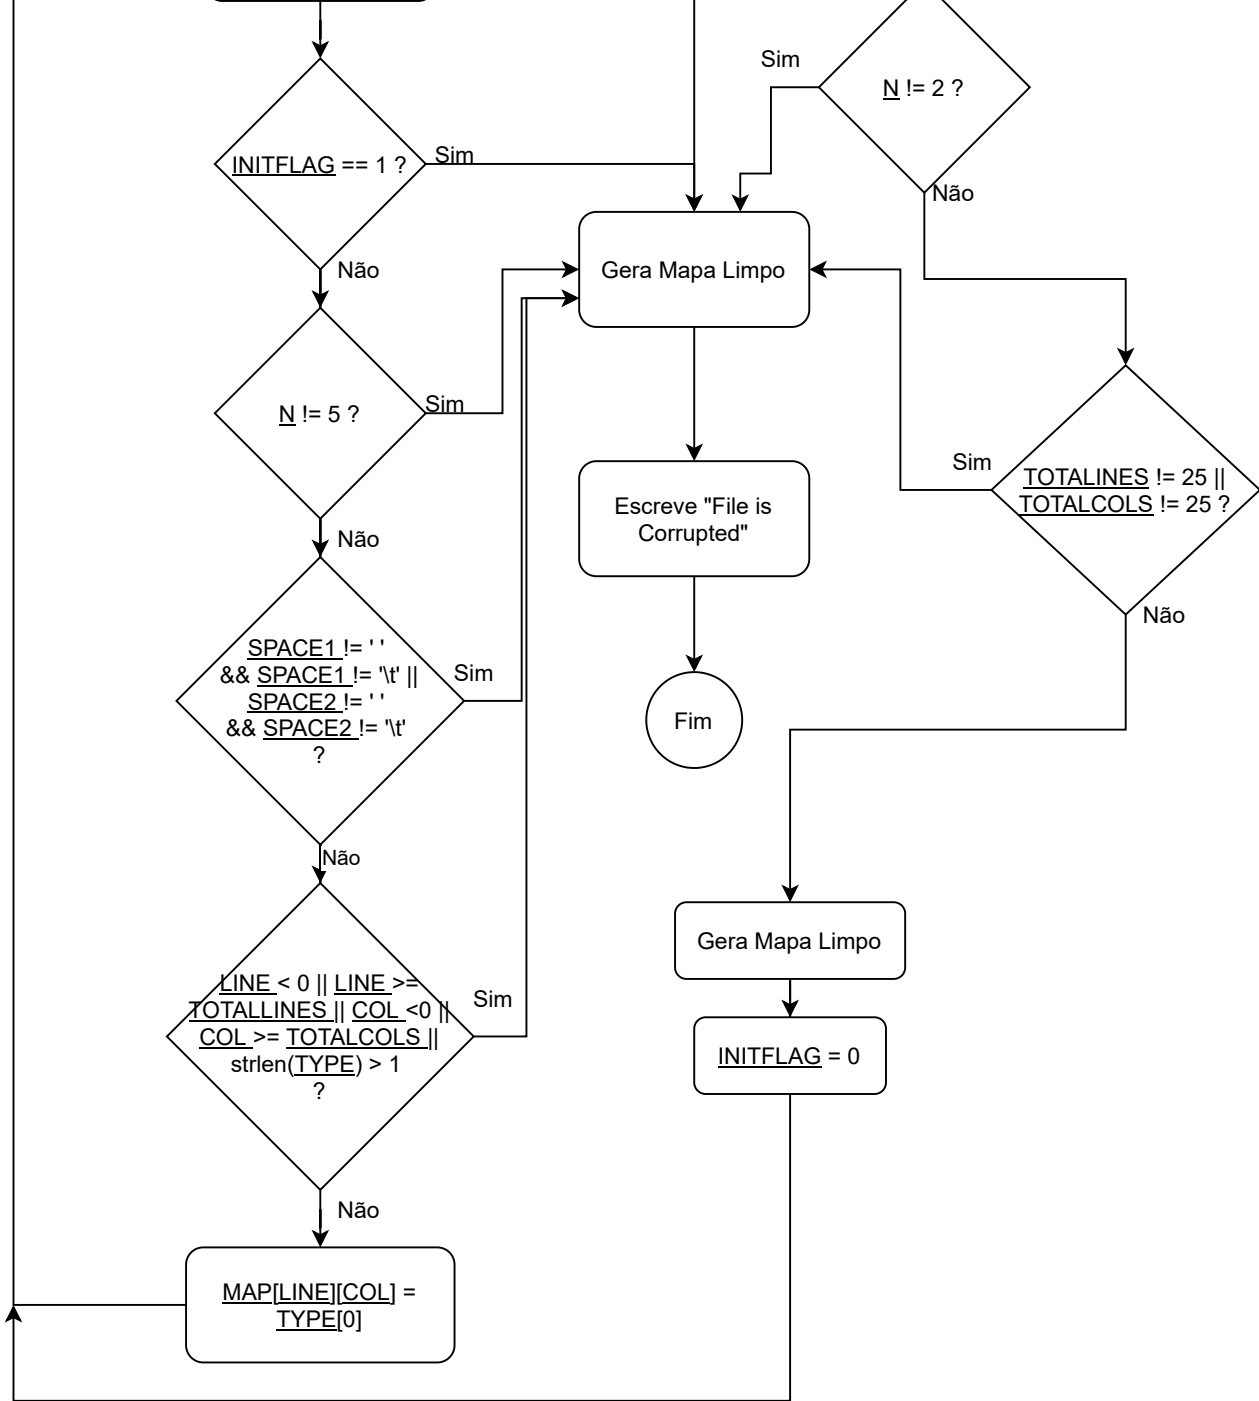 Sim
N != 2 ?
Não
INITFLAG == 1 ?
Sim
Não
Gera Mapa Limpo
N != 5 ?
Sim
Não
Sim
TOTALINES != 25 ||
TOTALCOLS != 25 ?
Não
Escreve "File is
Corrupted"
SPACE1 != ' '
&& SPACE1 != '\t' ||
SPACE2 != ' '
&& SPACE2 != '\t'
?
Sim
Não
Fim
LINE < 0 || LINE >=
TOTALLINES || COL <0 ||
COL >= TOTALCOLS ||
strlen(TYPE) > 1
?
Sim
Não
Gera Mapa Limpo
INITFLAG = 0
MAP[LINE][COL] =
TYPE[0]